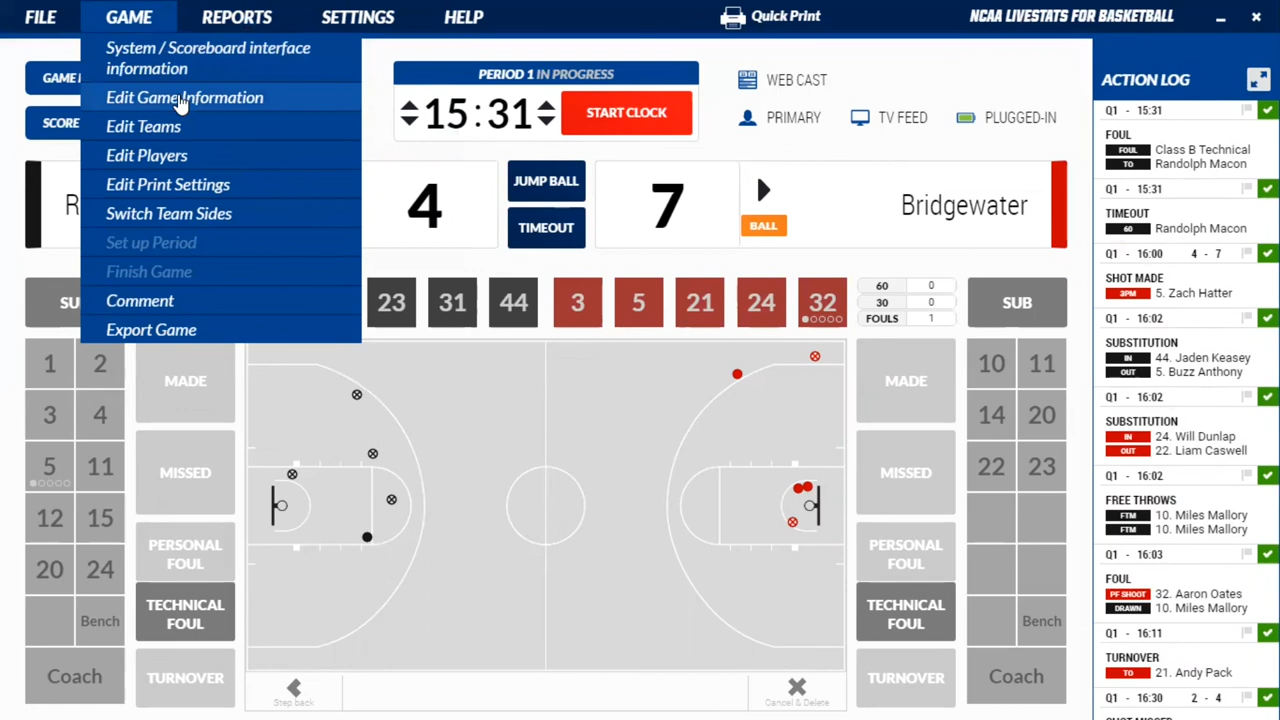 FILE GAME REPORTS SETTINGS HELP Quick Print NCAA LIVESTATS FOR BASKETBALL
System / Scoreboard interface
information
Edit Game Information
Edit Teams
Edit Players
Edit Print Settings
Switch Team Sides
Set up Period
Finish Game
Comment
Export Game
GAME
SCORE
PERIOD 1 IN PROGRESS
15:31 START CLOCK
WEB CAST
PRIMARY TV FEED PLUGGED-IN
R 4 JUMP BALL 7 BALL Bridgewater
TIMEOUT
23 31 44 3 5 21 24 32
60 0
30 0
FOULS 1
SUB
1 2
3 4
5 11
12 15
20 24
Bench
Coach
MADE
MISSED
PERSONAL
FOUL
TECHNICAL
FOUL
TURNOVER
Step back
Cancel & Delete
MADE
MISSED
PERSONAL
FOUL
TECHNICAL
FOUL
TURNOVER
10 11
14 20
22 23
Bench
Coach
ACTION LOG
Q1 - 15:31
FOUL
FOUL Class B Technical
TO Randolph Macon
Q1 - 15:31
TIMEOUT
60 Randolph Macon
Q1 - 16:00 4 - 7
SHOT MADE
3PM 5. Zach Hatter
Q1 - 16:02
SUBSTITUTION
IN 44. Jaden Keasey
OUT 5. Buzz Anthony
Q1 - 16:02
SUBSTITUTION
IN 24. Will Dunlap
OUT 22. Liam Caswell
Q1 - 16:02
FREE THROWS
FTM 10. Miles Mallory
FTM 10. Miles Mallory
Q1 - 16:03
FOUL
PF SHOOT 32. Aaron Oates
DRAWN 10. Miles Mallory
Q1 - 16:11
TURNOVER
TO 21. Andy Pack
Q1 - 16:30 2 - 4